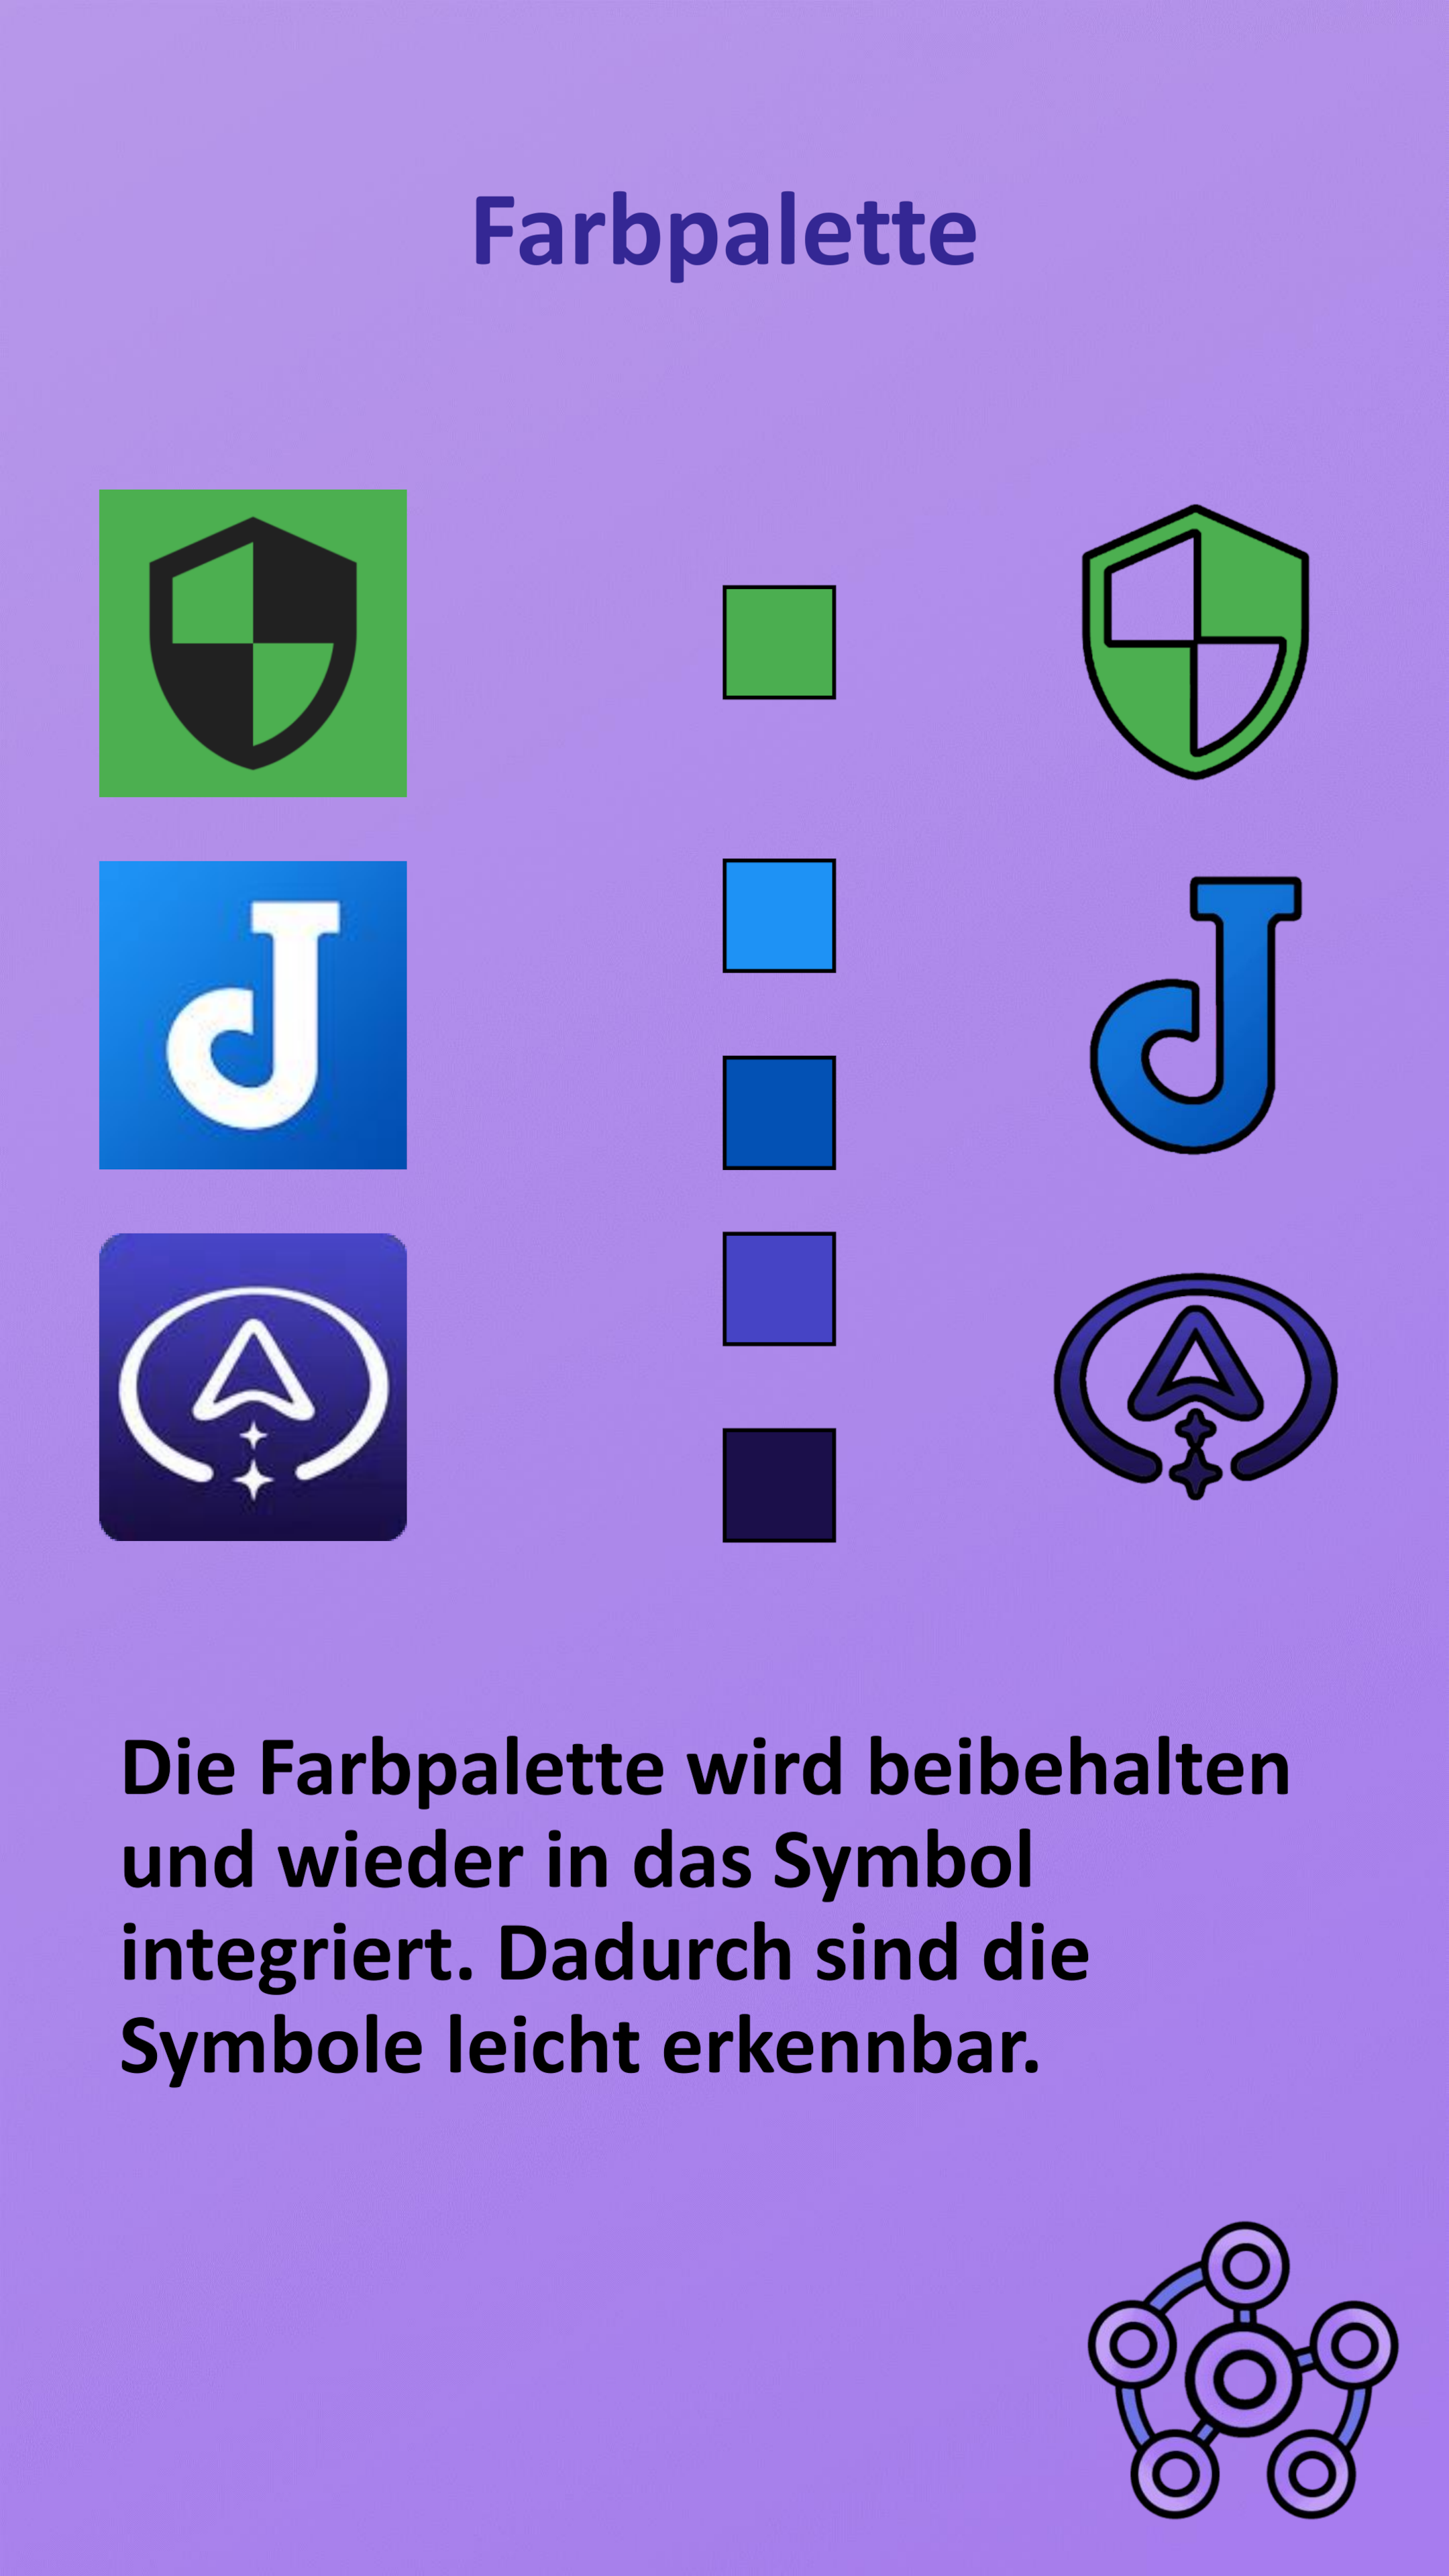 Farbpalette
Die Farbpalette wird beibehalten
und wieder in das Symbol
integriert. Dadurch sind die
Symbole leicht erkennbar.